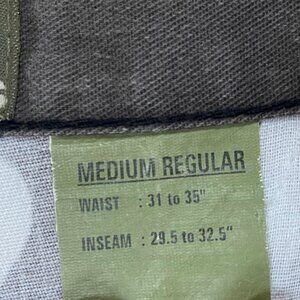 MEDIUM REGULAR
WAIST : 31 to 35"
INSEAM : 29.5 to 32.5"